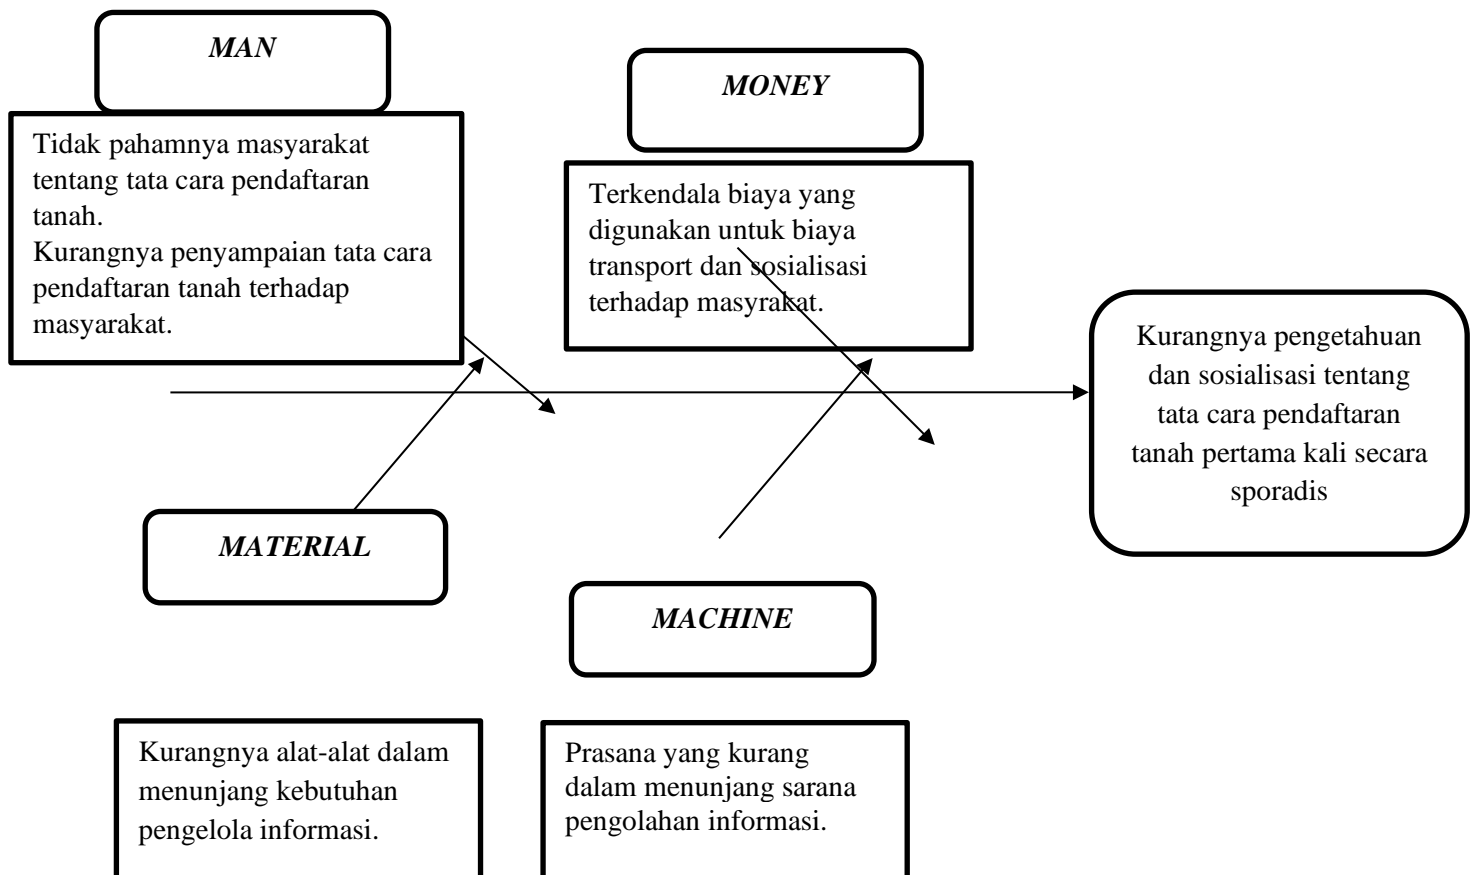 MAN
Tidak pahamnya masyarakat
tentang tata cara pendaftaran
tanah.
Kurangnya penyampaian tata cara
pendaftaran tanah terhadap
masyarakat.
MONEY
Terkendala biaya yang
digunakan untuk biaya
transport dan sosialisasi
terhadap masyrakat.
Kurangnya pengetahuan
dan sosialisasi tentang
tata cara pendaftaran
tanah pertama kali secara
sporadis
MATERIAL
Kurangnya alat-alat dalam
menunjang kebutuhan
pengelola informasi.
MACHINE
Prasana yang kurang
dalam menunjang sarana
pengolahan informasi.